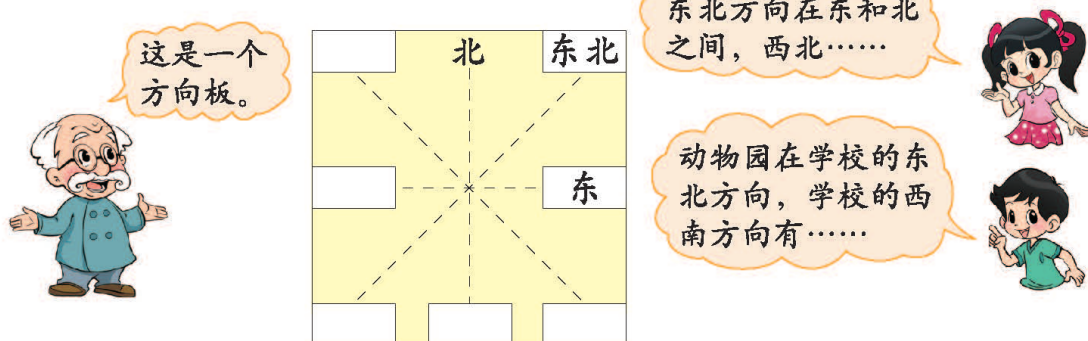 这是一个
方向板。
北
东北
东
东北方向在东和北
之间，西北……
动物园在学校的东
北方向，学校的西
南方向有……